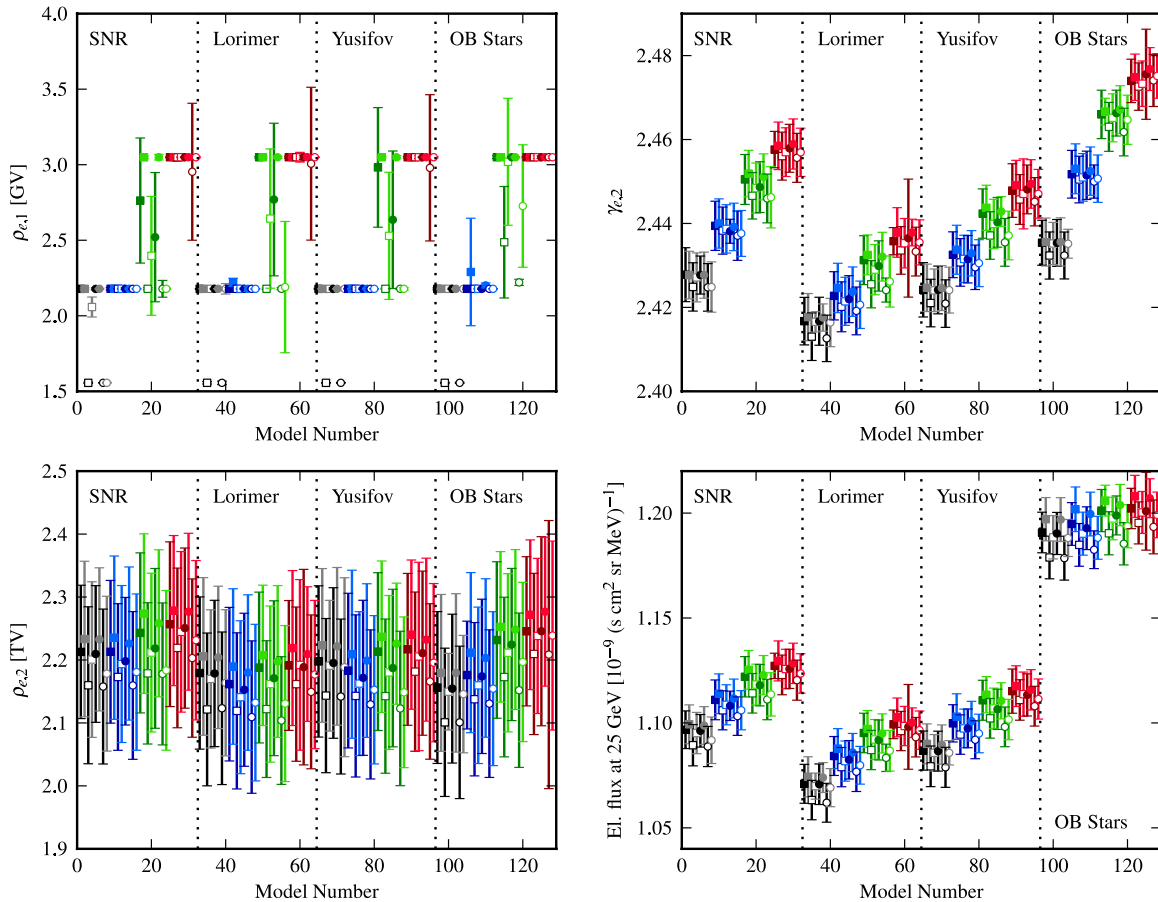 SNR Lorimer Yusifov OB Stars
4.0
3.5
3.0
2.5
2.0
1.5
ρe,1 [GV]
0 20 40 60 80 100 120
Model Number
SNR Lorimer Yusifov OB Stars
2.48
2.46
2.44
2.42
2.40
γe,2
0 20 40 60 80 100 120
Model Number
SNR Lorimer Yusifov OB Stars
2.5
2.4
2.3
2.2
2.1
2.0
1.9
ρe,2 [TV]
0 20 40 60 80 100 120
Model Number
SNR Lorimer Yusifov
1.20
1.15
1.10
1.05
El. flux at 25 GeV [10⁻⁹ (s cm² sr MeV)⁻¹
OB Stars
0 20 40 60 80 100 120
Model Number